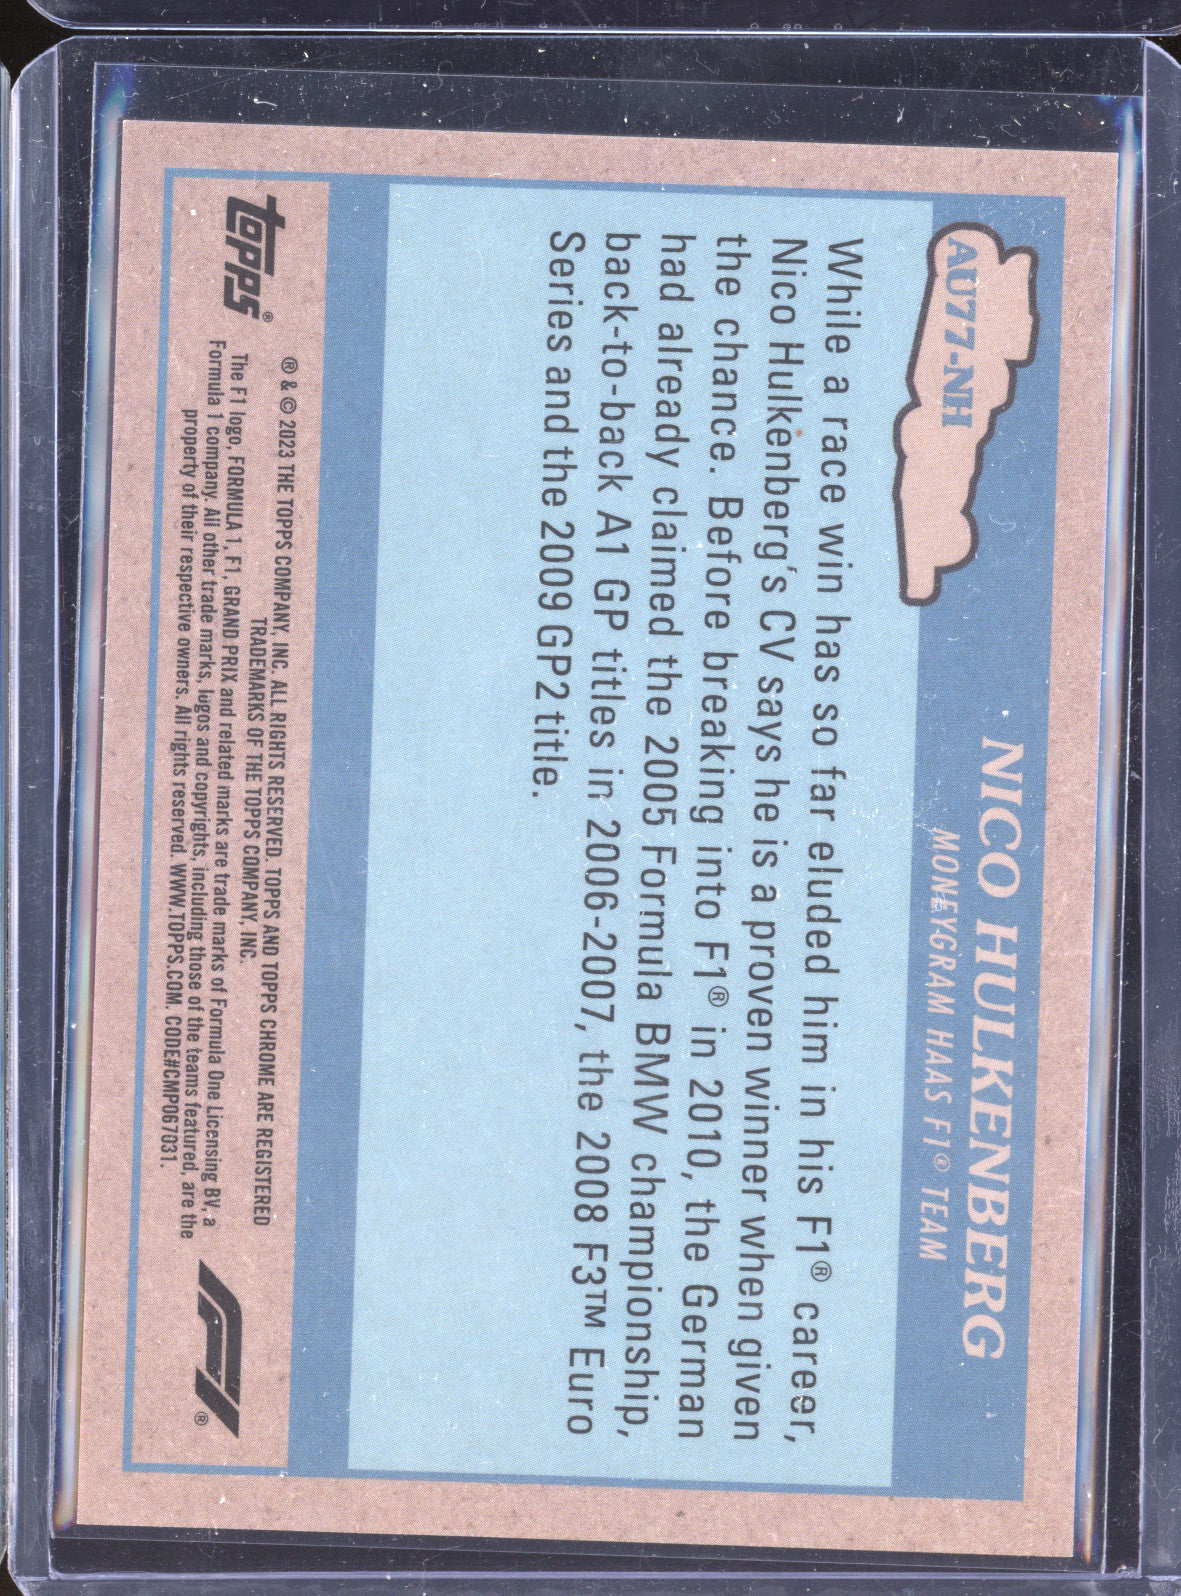 AU77-NH
NICO HULKENBERG
MONEYGRAM HAAS F1® TEAM
While a race win has so far eluded him in his F1® career,
Nico Hulkenberg's CV says he is a proven winner when given
the chance. Before breaking into F1® in 2010, the German
had already claimed the 2005 Formula BMW championship,
back-to-back A1 GP titles in 2006-2007, the 2008 F3™ Euro
Series and the 2009 GP2 title.
topps®
® & © 2023 THE TOPPS COMPANY, INC. ALL RIGHTS RESERVED. TOPPS AND TOPPS CHROME ARE REGISTERED
TRADEMARKS OF THE TOPPS COMPANY, INC.
The F1 logo, FORMULA 1, F1, GRAND PRIX and related marks are trade marks of Formula One Licensing BV, a
Formula 1 company. All other trade marks, logos and copyrights, including those of the teams featured, are the
property of their respective owners. All rights reserved. WWW.TOPPS.COM. CODE#CMP067031.
F1®